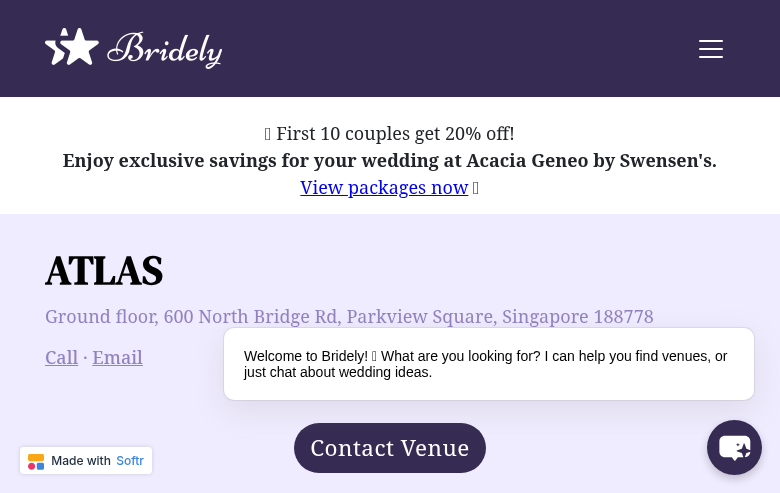 Bridely
First 10 couples get 20% off!
Enjoy exclusive savings for your wedding at Acacia Geneo by Swensen's.
View packages now
ATLAS
Ground floor, 600 North Bridge Rd, Parkview Square, Singapore 188778
Call · Email
Welcome to Bridely! What are you looking for? I can help you find venues, or
just chat about wedding ideas.
Contact Venue
Made with Softr